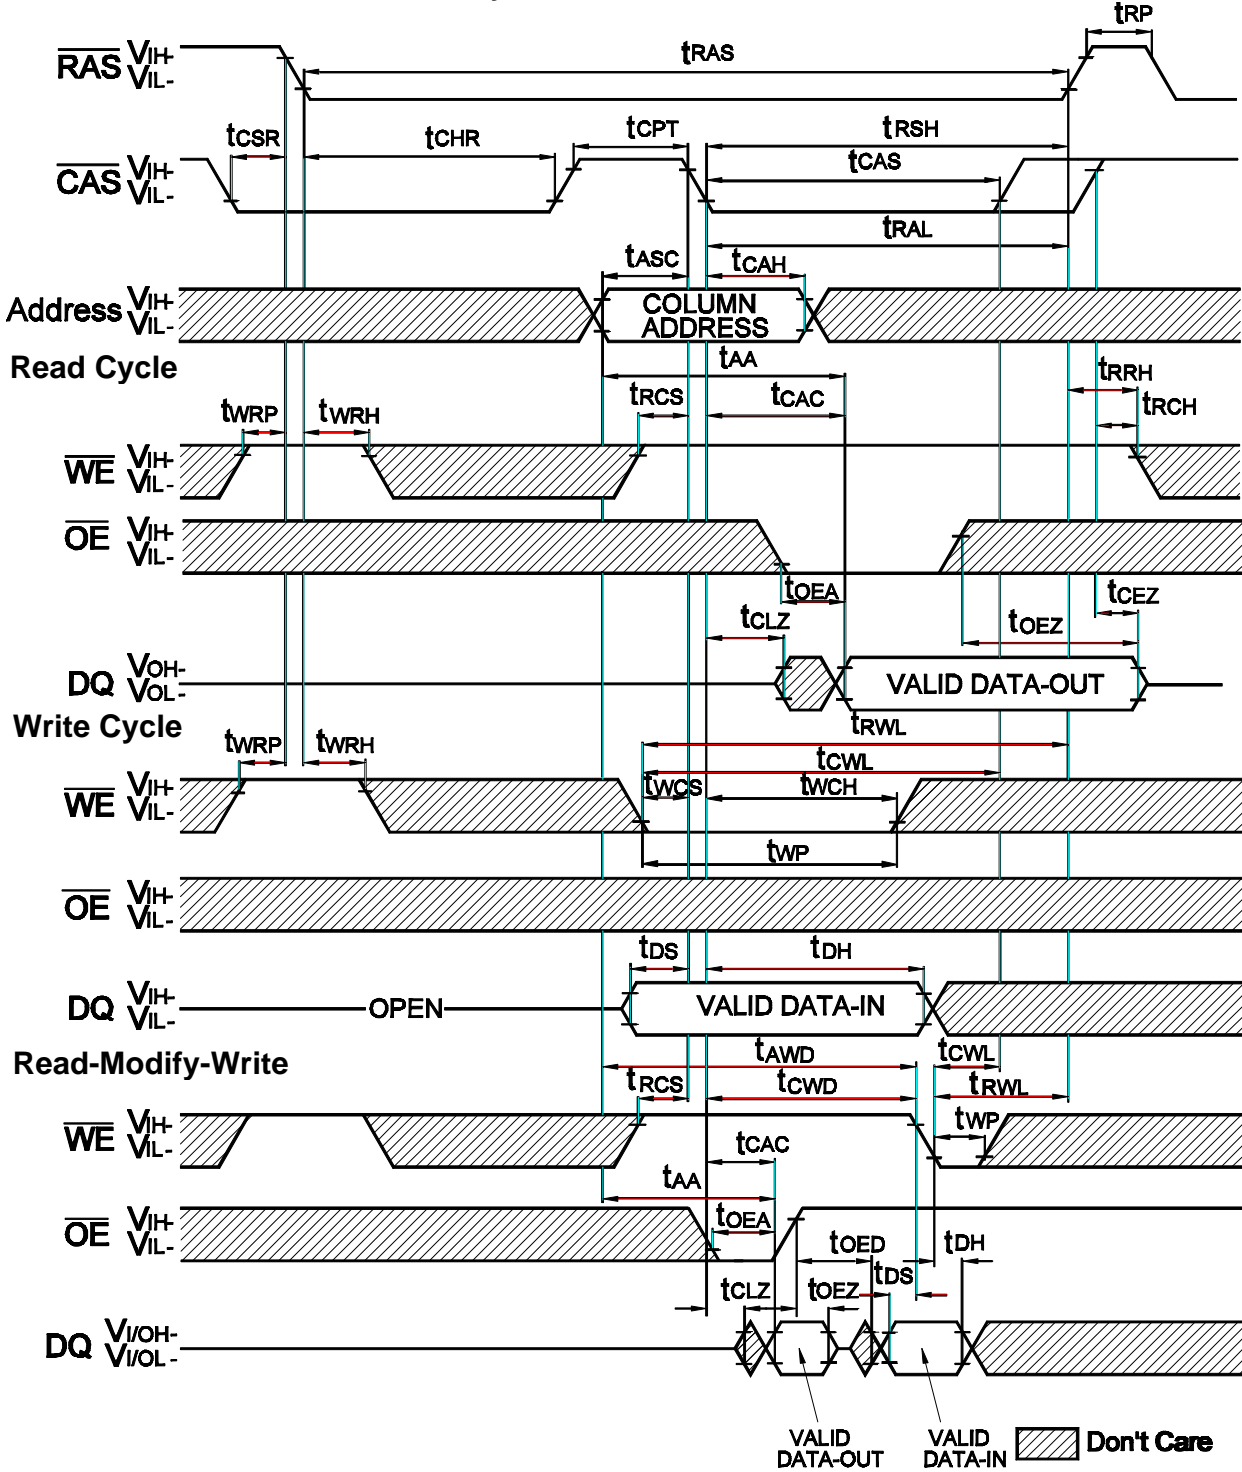 tRP
RAS VIH-
VIL-
tRAS
tCSR tCHR tCPT tRSH
tCAS
CAS VIH-
VIL-
tRAL
tASC tCAH
Address VIH-
VIL-
COLUMN
ADDRESS
Read Cycle
tAA
tRRH
tRCS tCAC
tRCH
tWRP tWRH
WE VIH-
VIL-
OE VIH-
VIL-
tOEA
tCEZ
tCLZ
tOEZ
DQ VOH-
VOL-
VALID DATA-OUT
Write Cycle
tRWL
tWRP tWRH
tCWL
tWCS tWCH
WE VIH-
VIL-
tWP
OE VIH-
VIL-
tDS tDH
DQ VIH-
VIL-
OPEN
VALID DATA-IN
Read-Modify-Write
tAWD tCWL
tRCS tCWD tRWL
tWP
WE VIH-
VIL-
tCAC
tAA
OE VIH-
VIL-
tOEA
tOED tDH
tDS
tCLZ tOEZ
DQ VI/OH-
VI/OL-
VALID
DATA-OUT
VALID
DATA-IN
Don't Care